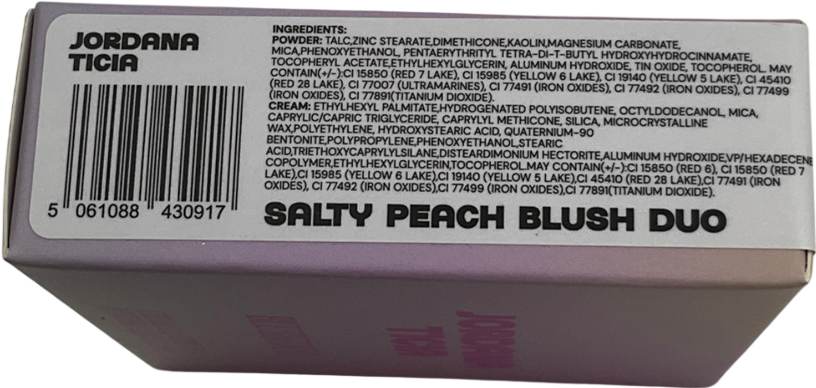 JORDANA
TICIA
INGREDIENTS:
POWDER: TALC,ZINC STEARATE,DIMETHICONE,KAOLIN,MAGNESIUM CARBONATE,
MICA,PHENOXYETHANOL, PENTAERYTHRITYL TETRA-DI-T-BUTYL HYDROXYHYDROCINNAMATE,
TOCOPHERYL ACETATE,ETHYLHEXYLGLYCERIN, ALUMINUM HYDROXIDE, TIN OXIDE, TOCOPHEROL. MAY
CONTAIN(+/-):CI 15850 (RED 7 LAKE), CI 15985 (YELLOW 6 LAKE), CI 19140 (YELLOW 5 LAKE), CI 45410
(RED 28 LAKE), CI 77007 (ULTRAMARINES), CI 77491 (IRON OXIDES), CI 77492 (IRON OXIDES), CI 77499
(IRON OXIDES), CI 77891(TITANIUM DIOXIDE).
CREAM: ETHYLHEXYL PALMITATE,HYDROGENATED POLYISOBUTENE, OCTYLDODECANOL, MICA,
CAPRYLIC/CAPRIC TRIGLYCERIDE, CAPRYLYL METHICONE, SILICA, MICROCRYSTALLINE
WAX,POLYETHYLENE, HYDROXYSTEARIC ACID, QUATERNIUM-90
BENTONITE,POLYPROPYLENE,PHENOXYETHANOL,STEARIC
ACID,TRIETHOXYCAPRYLYLSILANE,DISTEARDIMONIUM HECTORITE,ALUMINUM HYDROXIDE,VP/HEXADECENE
COPOLYMER,ETHYLHEXYLGLYCERIN,TOCOPHEROL.MAY CONTAIN(+/-):CI 15850 (RED 6), CI 15850 (RED 7
LAKE),CI 15985 (YELLOW 6 LAKE),CI 19140 (YELLOW 5 LAKE),CI 45410 (RED 28 LAKE),CI 77491 (IRON
OXIDES), CI 77492 (IRON OXIDES),CI 77499 (IRON OXIDES),CI 77891(TITANIUM DIOXIDE).
5 061088 430917
SALTY PEACH BLUSH DUO